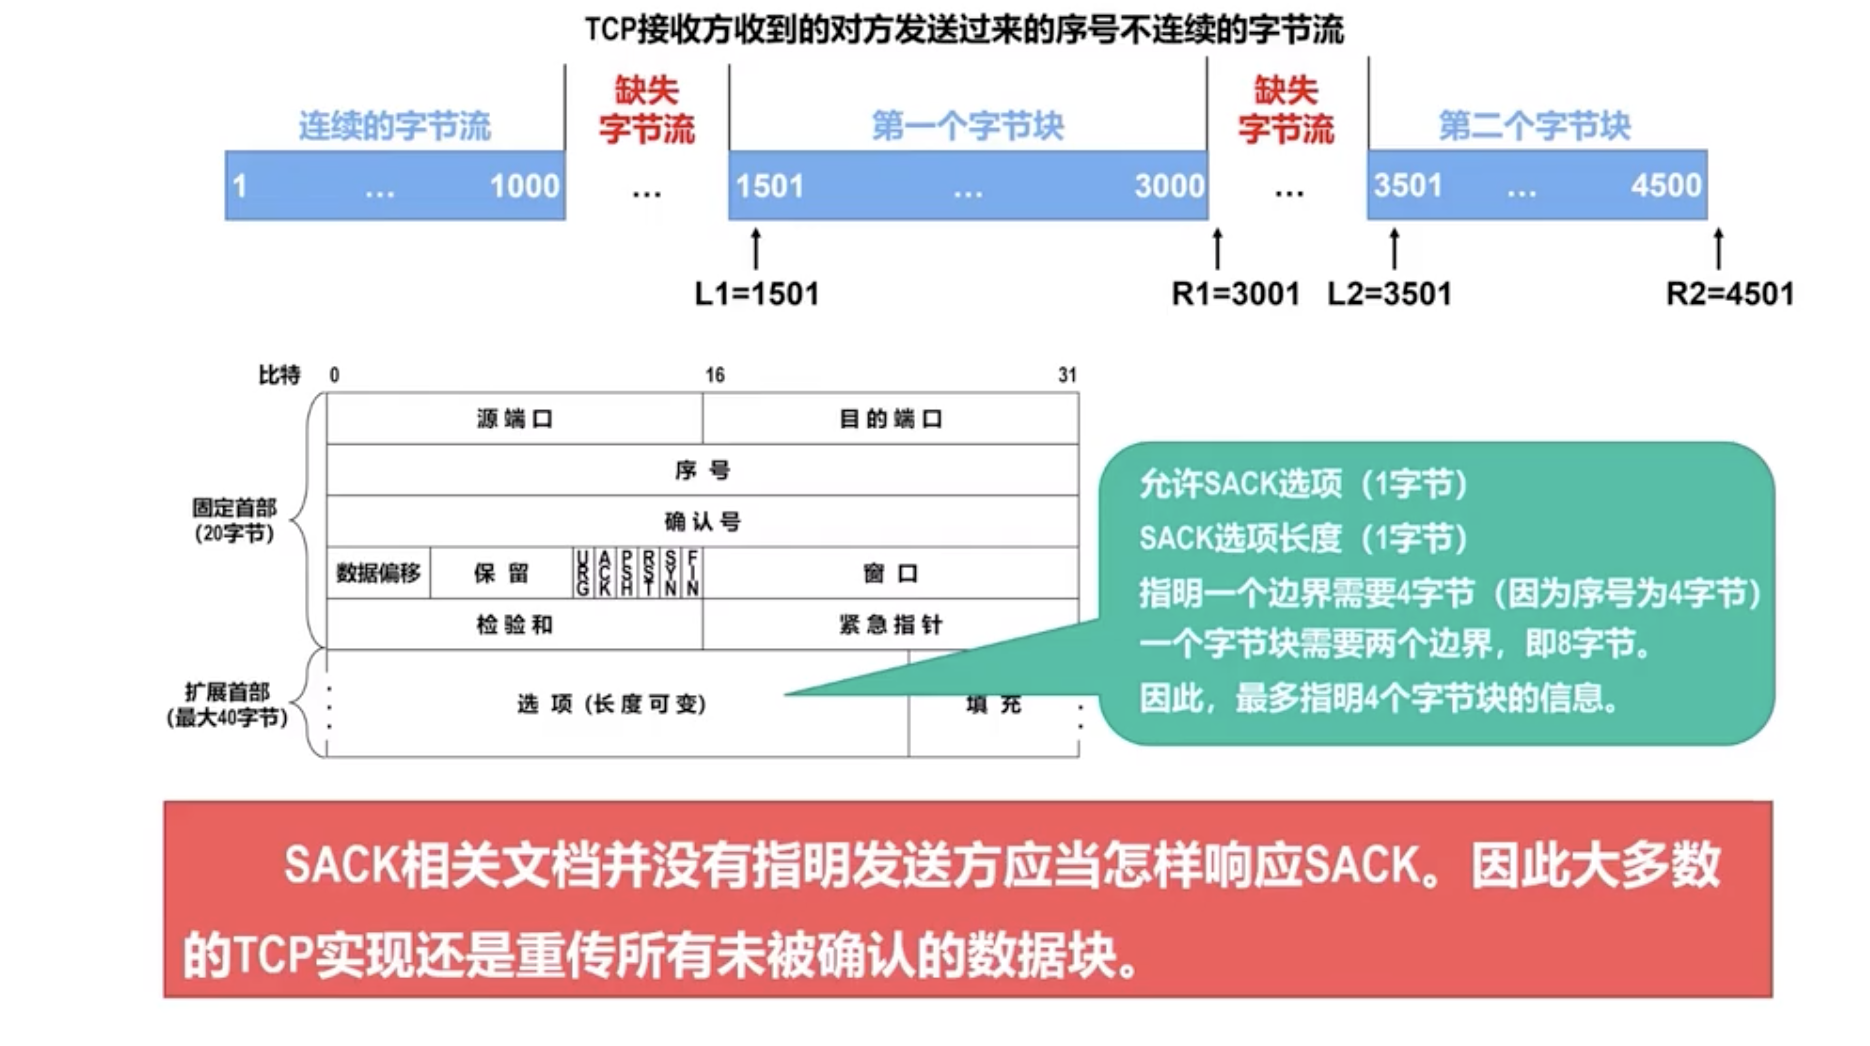 TCP接收方收到的对方发送过来的序号不连续的字节流
连续的字节流
缺失
字节流
第一个字节块
缺失
字节流
第二个字节块
1 … 1000
…
1501 … 3000
…
3501 … 4500
L1=1501
R1=3001
L2=3501
R2=4501
比特 0 16 31
源端口 目的端口
序号
确认号
数据偏移 保留 URG ACK PSH RST SYN FIN 窗口
检验和 紧急指针
选项 (长度可变) 填充
固定首部
(20字节)
扩展首部
(最大40字节)
允许SACK选项（1字节）
SACK选项长度（1字节）
指明一个边界需要4字节（因为序号为4字节）
一个字节块需要两个边界，即8字节。
因此，最多指明4个字节块的信息。
SACK相关文档并没有指明发送方应当怎样响应SACK。因此大多数
的TCP实现还是重传所有未被确认的数据块。